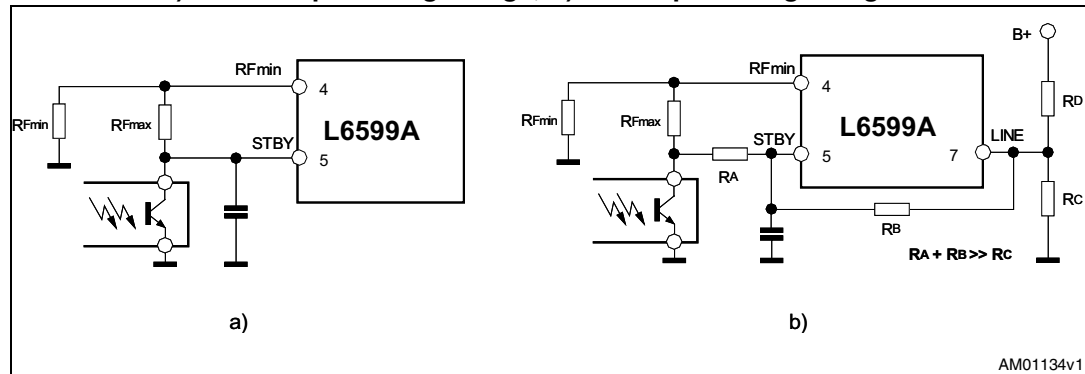 RFmin
4
RFmin
RFmax
L6599A
STBY
5
a)
B+
RFmin
4
RD
RFmin
RFmax
L6599A
STBY
LINE
5
7
RA
RC
RB
RA + RB >> RC
b)
AM01134v1